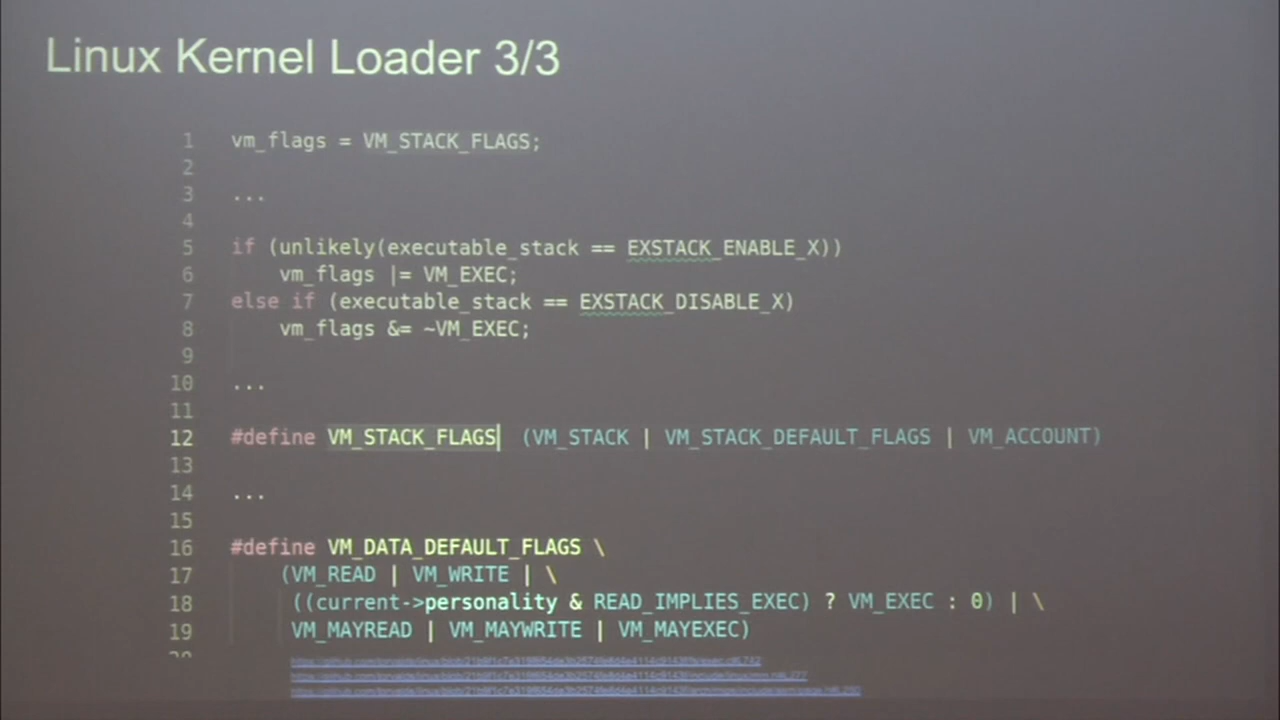 Linux Kernel Loader 3/3
1 vm_flags = VM_STACK_FLAGS;
2
3 ...
4
5 if (unlikely(executable_stack == EXSTACK_ENABLE_X))
6 vm_flags |= VM_EXEC;
7 else if (executable_stack == EXSTACK_DISABLE_X)
8 vm_flags &= ~VM_EXEC;
9
10 ...
11
12 #define VM_STACK_FLAGS (VM_STACK | VM_STACK_DEFAULT_FLAGS | VM_ACCOUNT)
13
14 ...
15
16 #define VM_DATA_DEFAULT_FLAGS \
17 (VM_READ | VM_WRITE | \
18 ((current->personality & READ_IMPLIES_EXEC) ? VM_EXEC : 0) | \
19 VM_MAYREAD | VM_MAYWRITE | VM_MAYEXEC)